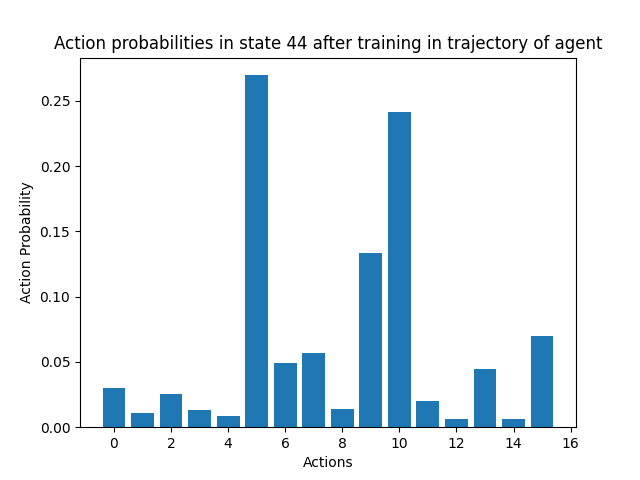 Action probabilities in state 44 after training in trajectory of agent
Action Probability
0.25
0.20
0.15
0.10
0.05
0.00
0 2 4 6 8 10 12 14 16
Actions